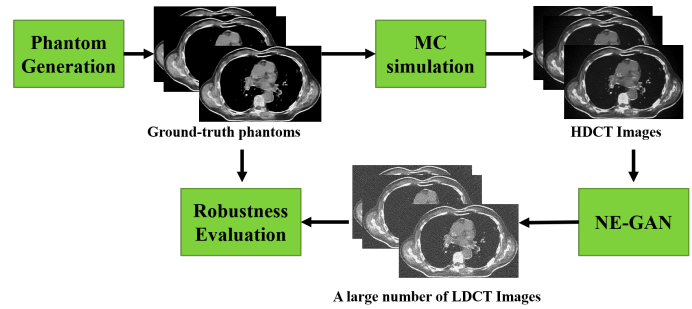 Phantom
Generation
MC
simulation
Ground-truth phantoms
HDCT Images
Robustness
Evaluation
NE-GAN
A large number of LDCT Images